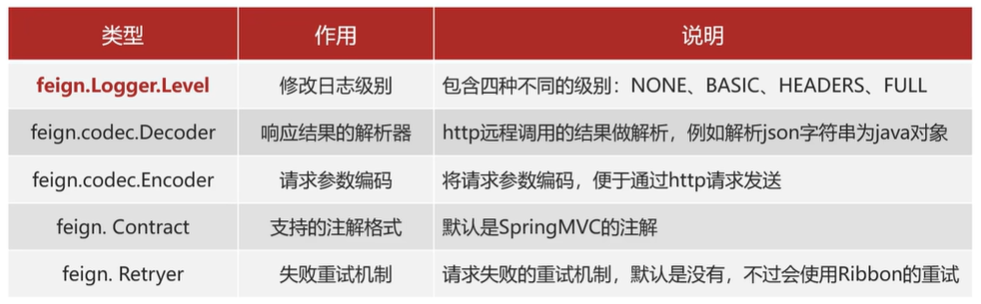 类型 作用 说明
feign.Logger.Level 修改日志级别 包含四种不同的级别：NONE、BASIC、HEADERS、FULL
feign.codec.Decoder 响应结果的解析器 http远程调用的结果做解析，例如解析json字符串为java对象
feign.codec.Encoder 请求参数编码 将请求参数编码，便于通过http请求发送
feign. Contract 支持的注解格式 默认是SpringMVC的注解
feign. Retryer 失败重试机制 请求失败的重试机制，默认是没有，不过会使用Ribbon的重试